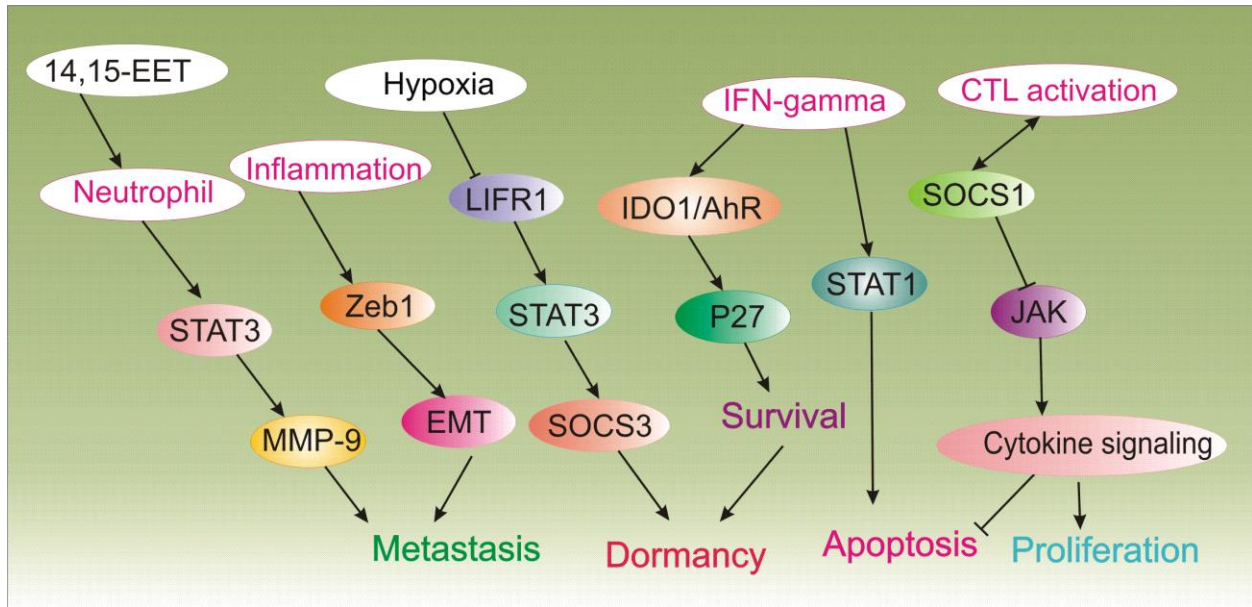 14,15-EET
Hypoxia
IFN-gamma
CTL activation
Neutrophil
Inflammation
LIFR1
IDO1/AhR
SOCS1
STAT3
Zeb1
STAT3
P27
STAT1
JAK
MMP-9
EMT
SOCS3
Survival
Cytokine signaling
Metastasis
Dormancy
Apoptosis
Proliferation